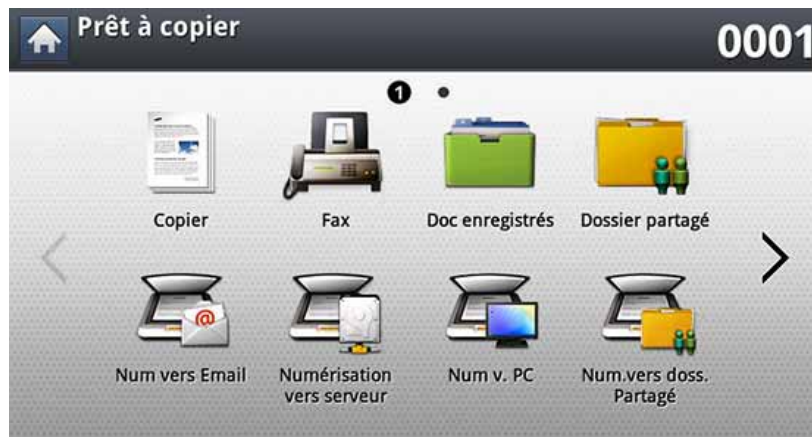 Prêt à copier
0001
1
Copier
Fax
Doc enregistrés
Dossier partagé
Num vers Email
Numérisation
vers serveur
Num v. PC
Num.vers doss.
Partagé